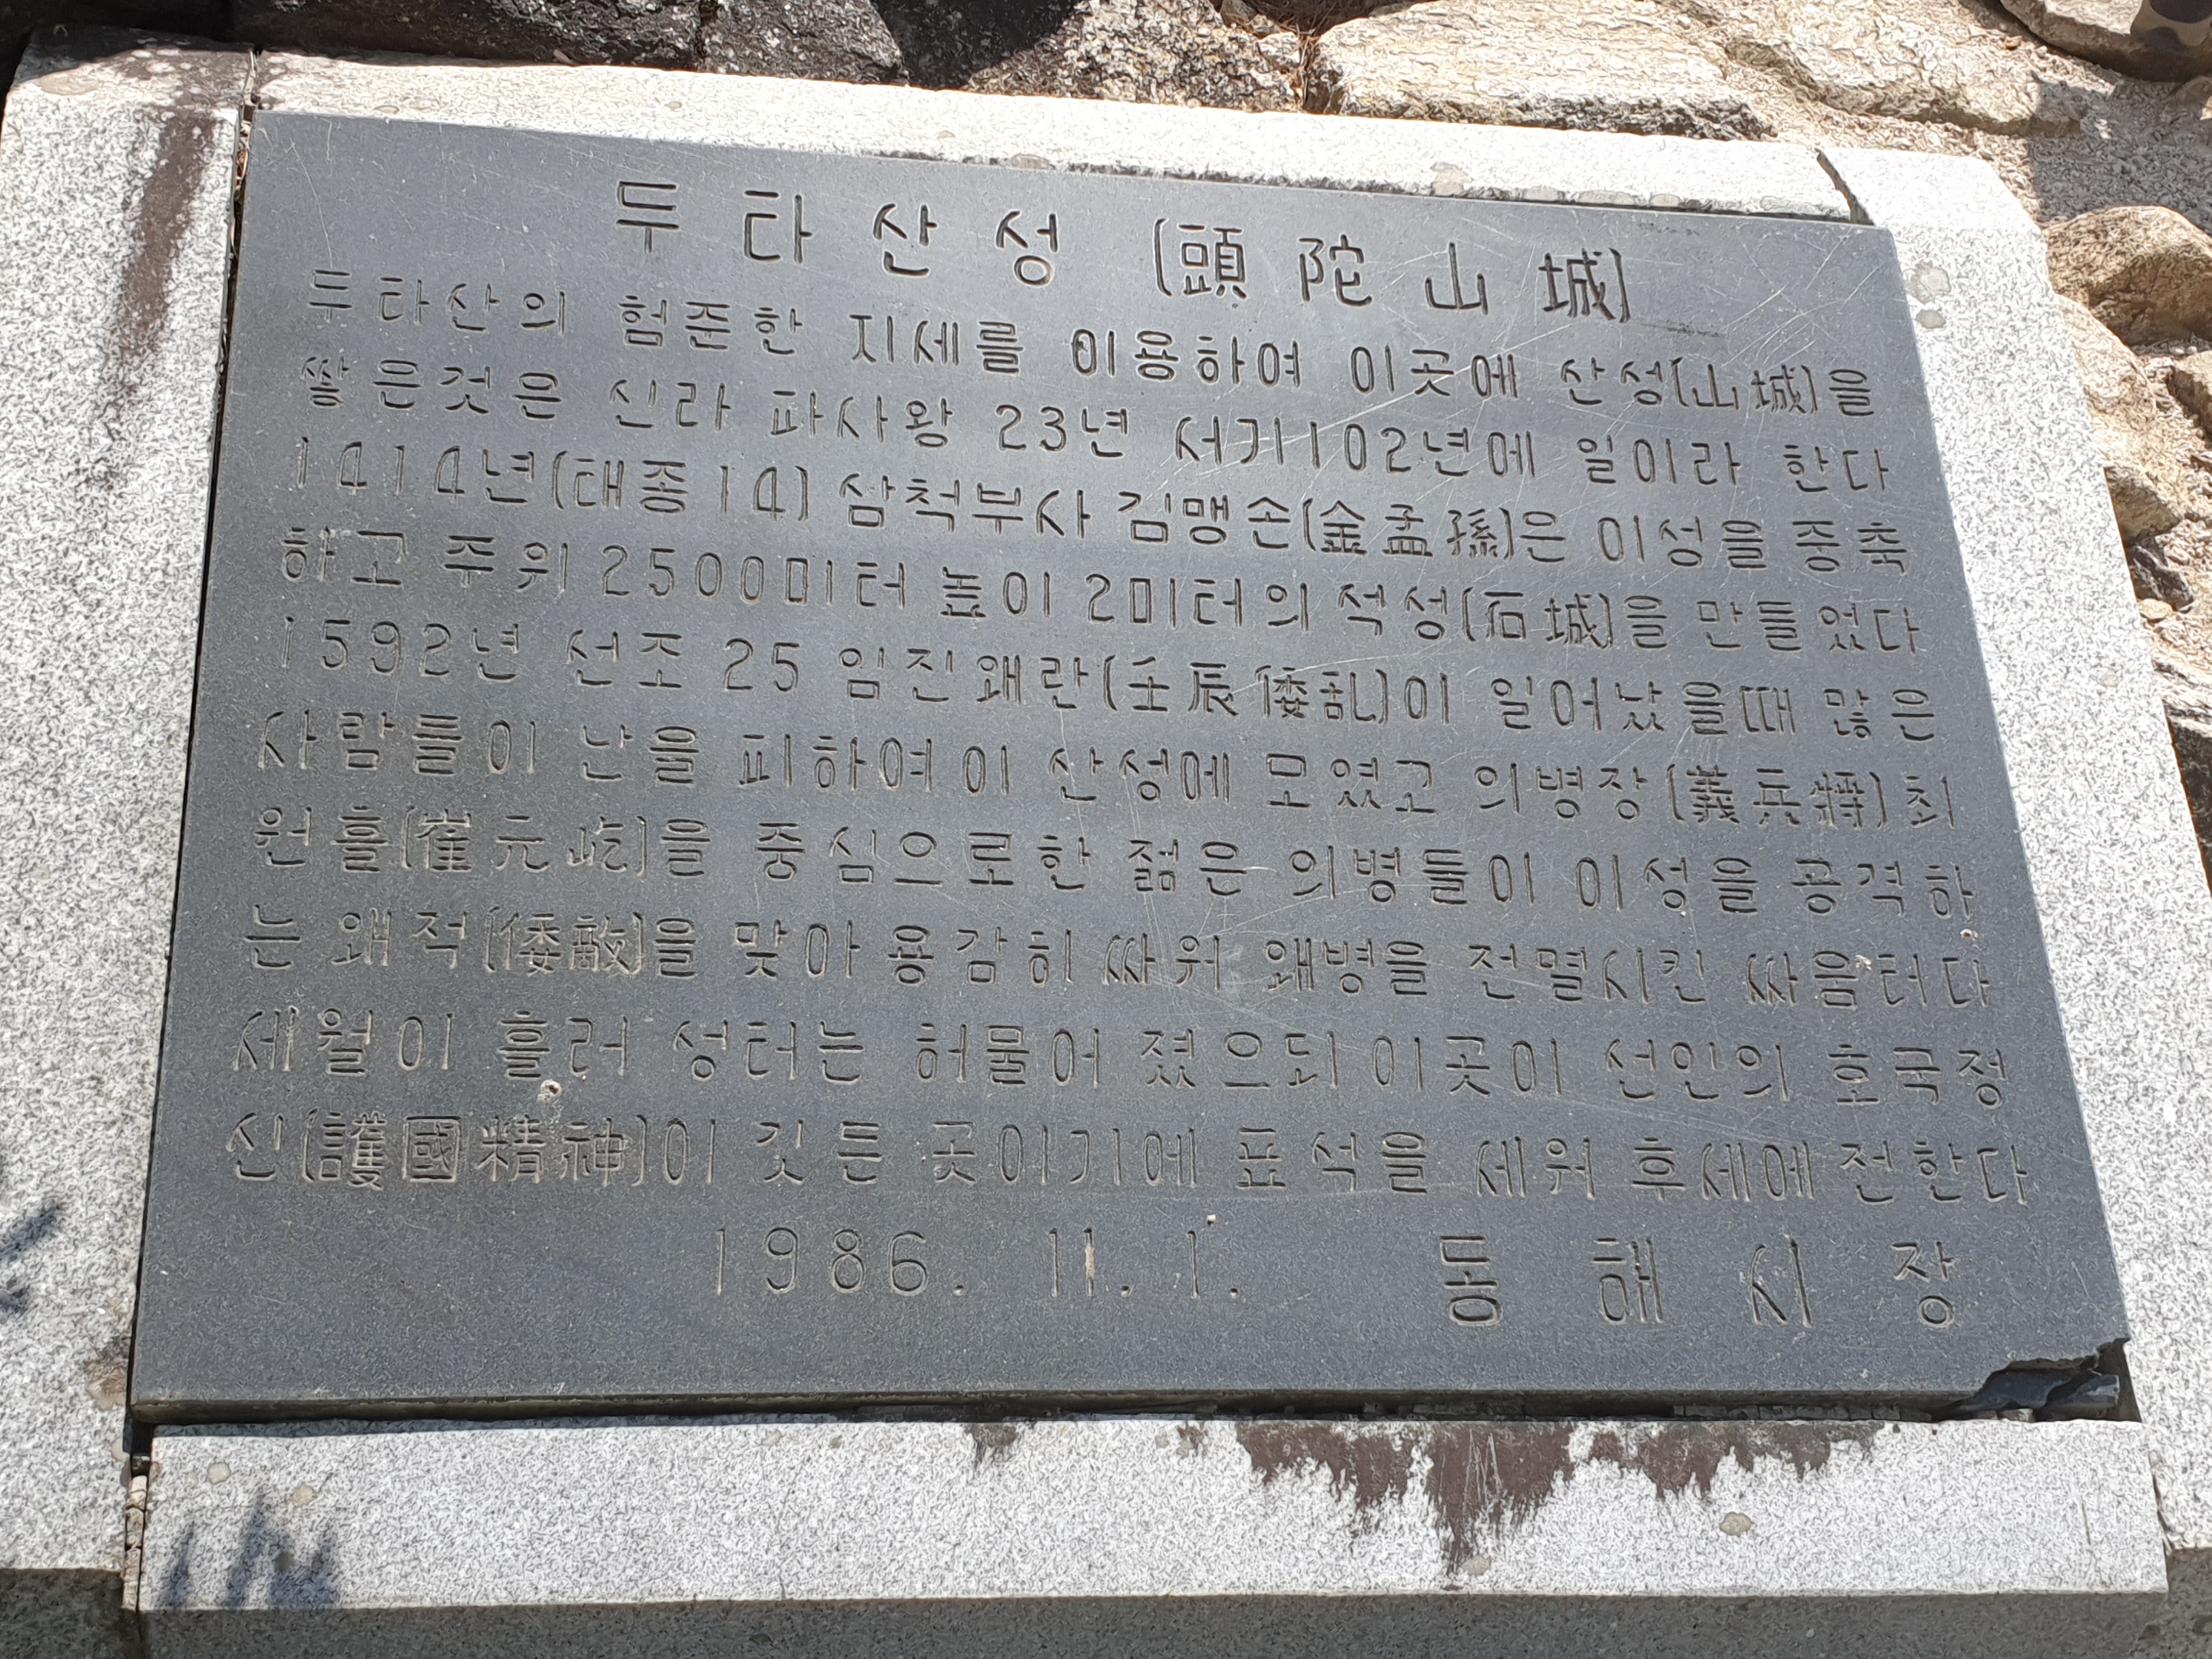 두타산성 (頭陀山城)
두타산의 험준한 지세를 이용하여 이곳에 산성(山城)을
쌓은것은 신라 파사왕 23년 서기102년에 일이라 한다
1414년(태종14) 삼척부사 김맹손(金孟孫)은 이성을 중축
하고 주위 2500미터 높이 2미터의 석성(石城)을 만들었다
1592년 선조 25 임진왜란(壬辰倭乱)이 일어났을때 많은
사람들이 난을 피하여 이 산성에 모였고 의병장(義兵將) 최
원흘(崔元屹)을 중심으로한 젊은 의병들이 이성을 공격하
는 왜적(倭敵)을 맞아 용감히 싸워 왜병을 전멸시킨 싸움터다
세월이 흘러 성터는 허물어 졌으되 이곳이 선인의 호국정
신(護國精神)이 깃든 곳이기에 표석을 세워 후세에 전한다
1986. 11. 1. 동해시장